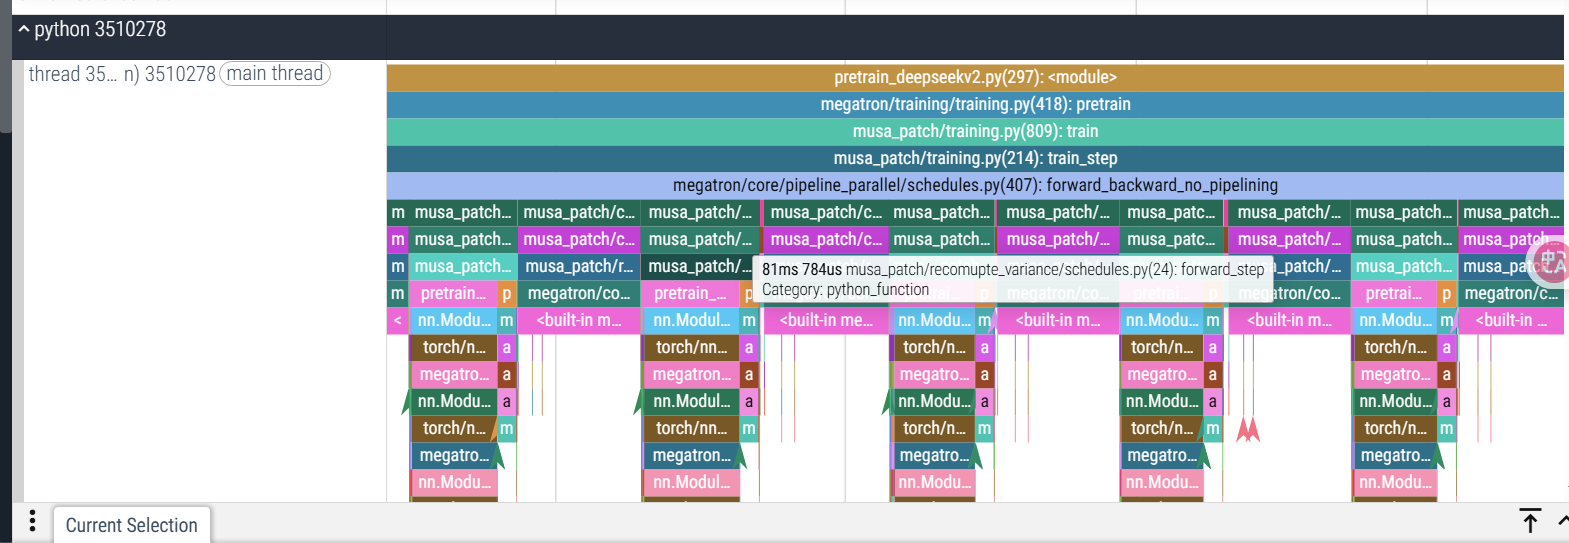 python 3510278
thread 35... n) 3510278 main thread
pretrain_deepseekv2.py(297): <module>
megatron/training/training.py(418): pretrain
musa_patch/training.py(809): train
musa_patch/training.py(214): train_step
megatron/core/pipeline_parallel/schedules.py(407): forward_backward_no_pipelining
m musa_patch... musa_patch/c... musa_patch/... musa_patch/c... musa_patch... musa_patch/... musa_patc... musa_patch/... musa_patch... musa_patch...
m musa_patch... musa_patch/c... musa_patch/... musa_patch/c... musa_patch... musa_patch/... musa_patc... musa_patch/... musa_patch... musa_patch...
m musa_patch... musa_patch/r... musa_patch/... musa_patch/... musa_patch...
81ms 784us musa_patch/recomupte_variance/schedules.py(24): forward_step
Category: python_function
m pretrain... p megatron/co... pretrain_... p megatron/co... pretrai... p megatron/c...
< nn.Modu... m <built-in m... nn.Modul... m <built-in me... nn.Modu... m <built-in m... nn.Modu... m <built-in m... nn.Modu... m <built-in ...
torch/n... a torch/nn... a torch/n... a torch/n... a torch/n... a
megatro... a megatron... a megatro... a megatro... a megatro... a
nn.Modu... a nn.Modul... a nn.Modu... a nn.Modu... a nn.Modu... a
torch/n... m torch/nn... m torch/n... m torch/n... m torch/n... m
megatro... megatron... megatro... megatro... megatro...
nn.Modu... nn.Modul... nn.Modu... nn.Modu... nn.Modu...
Current Selection